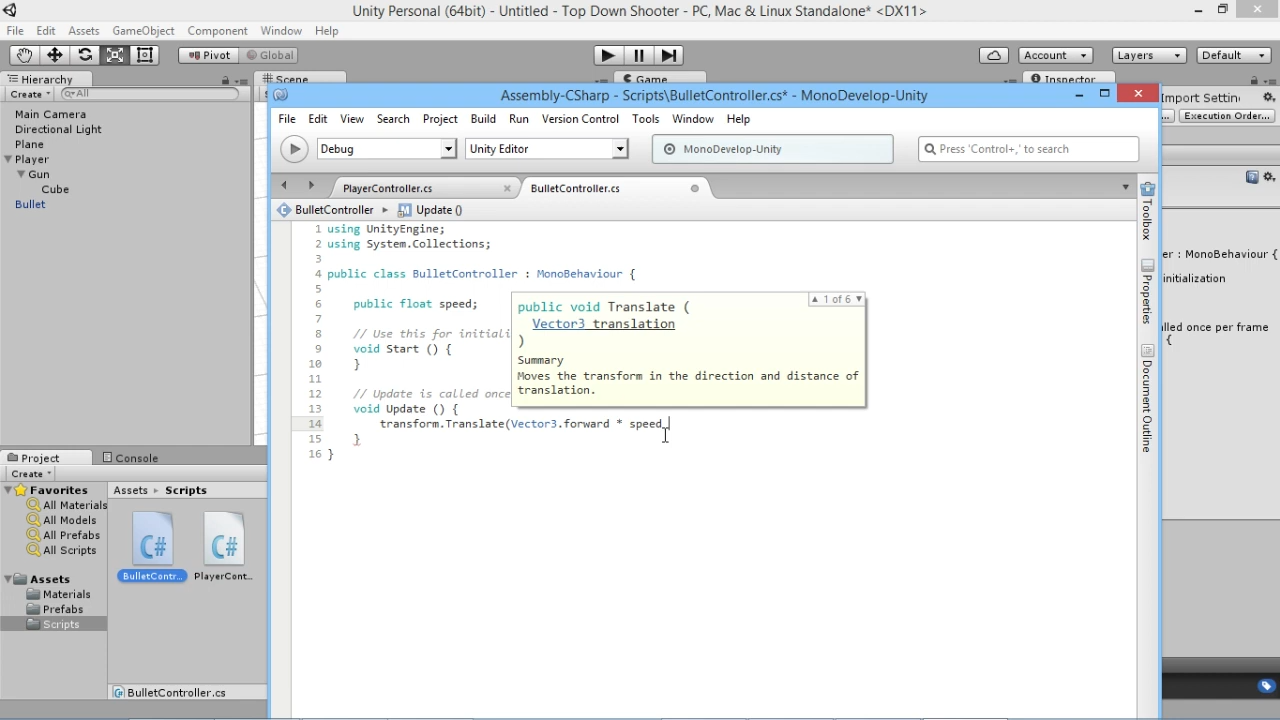 Unity Personal (64bit) - Untitled - Top Down Shooter - PC, Mac & Linux Standalone* <DX11>
File Edit Assets GameObject Component Window Help
Pivot Global Account Layers Default
Hierarchy Scene Game Inspector
Create All
Main Camera
Directional Light
Plane
Player
Gun
Cube
Bullet
Assembly-CSharp - Scripts\BulletController.cs* - MonoDevelop-Unity
File Edit View Search Project Build Run Version Control Tools Window Help
Debug Unity Editor MonoDevelop-Unity Press 'Control+,' to search
PlayerController.cs BulletController.cs
BulletController Update ()
1 using UnityEngine;
2 using System.Collections;
3
4 public class BulletController : MonoBehaviour {
5
6 public float speed;
7
8 // Use this for initiali
9 void Start () {
10 }
11
12 // Update is called once
13 void Update () {
14 transform.Translate(Vector3.forward * speed
15 }
16 }
1 of 6
public void Translate (
Vector3 translation
)
Summary
Moves the transform in the direction and distance of
translation.
Toolbox
Properties
Document Outline
Import Settin
Execution Order...
er : MonoBehaviour {
initialization
lled once per frame
{
Project Console
Create
Favorites
All Materials
All Models
All Prefabs
All Scripts
Assets
Materials
Prefabs
Scripts
Assets Scripts
BulletContr... PlayerCont...
BulletController.cs